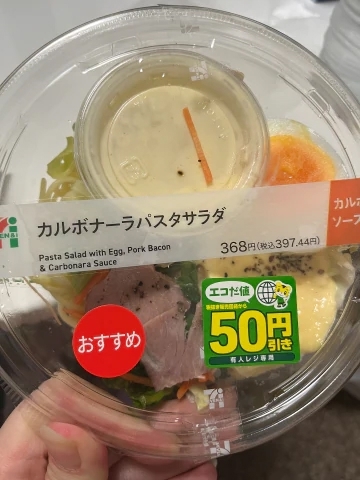 カルボナーラパスタサラダ
Pasta Salad with Egg, Pork Bacon
& Carbonara Sauce
368円(税込397.44円)
カルボ
ソース
おすすめ
エコだ値
50円
引き
有人レジ専用